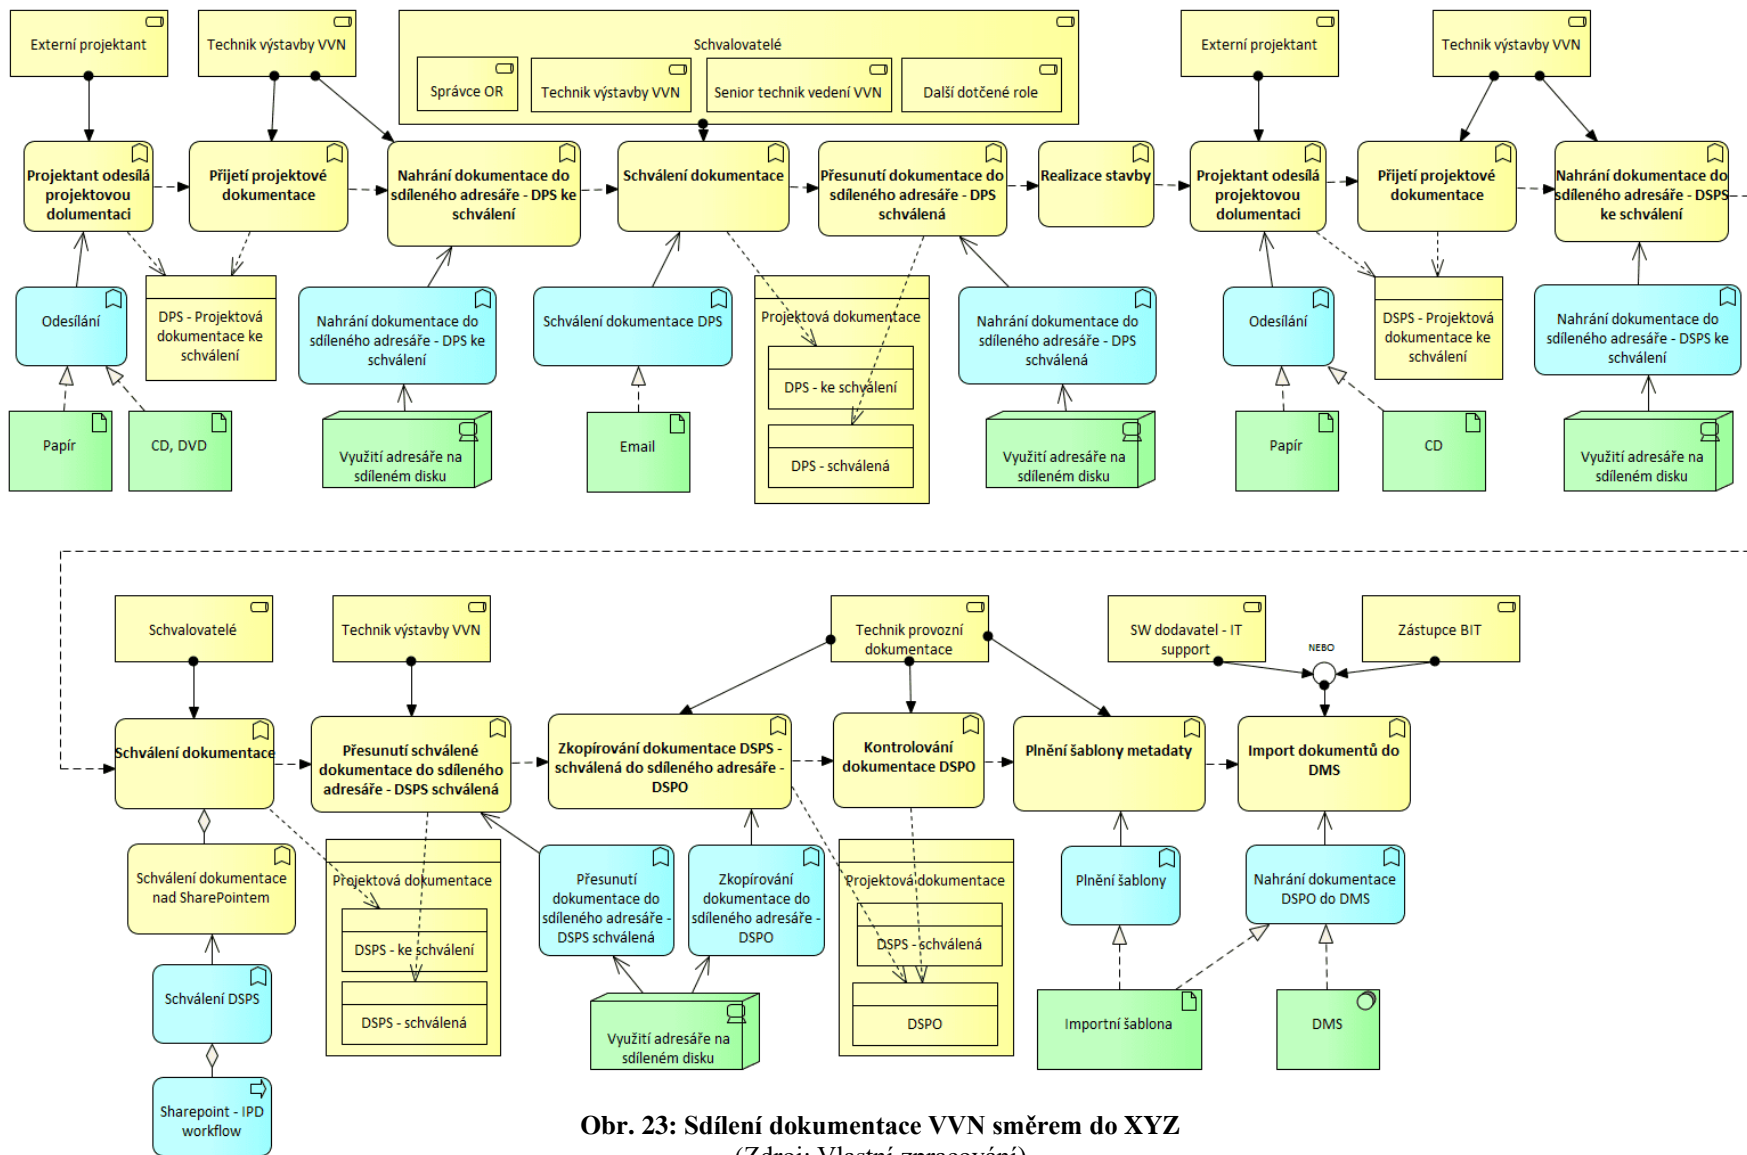 Externí projektant
Technik výstavby VVN
Schvalovatelé
Správce OR
Technik výstavby VVN
Senior technik vedení VVN
Další dotčené role
Externí projektant
Technik výstavby VVN
Projektant odesílá
projektovou
dolumentaci
Přijetí projektové
dokumentace
Nahrání dokumentace do
sdíleného adresáře - DPS ke
schválení
Schválení dokumentace
Přesunutí dokumentace do
sdíleného adresáře - DPS
schválená
Realizace stavby
Projektant odesílá
projektovou
dolumentaci
Přijetí projektové
dokumentace
Nahrání dokumentace do
sdíleného adresáře - DSPS
ke schválení
Odesílání
DPS - Projektová
dokumentace ke
schválení
Nahrání dokumentace do
sdíleného adresáře - DPS ke
schválení
Schválení dokumentace DPS
Projektová dokumentace
DPS - ke schválení
DPS - schválená
Nahrání dokumentace do
sdíleného adresáře - DPS
schválená
Odesílání
DSPS - Projektová
dokumentace ke
schválení
Nahrání dokumentace do
sdíleného adresáře - DSPS ke
schválení
Papír
CD, DVD
Využití adresáře na
sdíleném disku
Email
Využití adresáře na
sdíleném disku
Papír
CD
Využití adresáře na
sdíleném disku
Schvalovatelé
Technik výstavby VVN
Technik provozní
dokumentace
SW dodavatel - IT
support
NEBO
Zástupce BIT
Schválení dokumentace
Přesunutí schválené
dokumentace do sdíleného
adresáře - DSPS schválená
Zkopírování dokumentace DSPS -
schválená do sdíleného adresáře -
DSPO
Kontrolování
dokumentace DSPO
Plnění šablony metadaty
Import dokumentů do
DMS
Schválení dokumentace
nad SharePointem
Projektová dokumentace
DSPS - ke schválení
DSPS - schválená
Přesunutí
dokumentace do
sdíleného adresáře -
DSPS schválená
Zkopírování
dokumentace do
sdíleného adresáře -
DSPO
Projektová dokumentace
DSPS - schválená
DSPO
Plnění šablony
Nahrání dokumentace
DSPO do DMS
Schválení DSPS
Využití adresáře na
sdíleném disku
Importní šablona
DMS
Sharepoint - IPD
workflow
Obr. 23: Sdílení dokumentace VVN směrem do XYZ
(Zdroj: Vlastní zpracování)